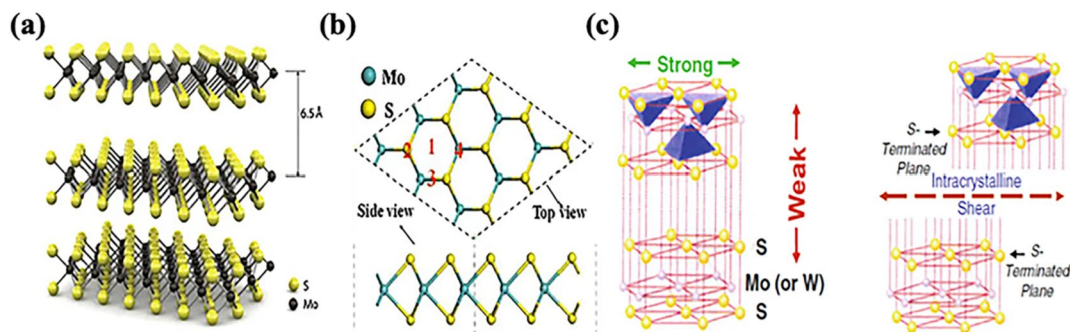 (a)
6.5Å
S
Mo
(b)
Mo
S
1
2
4
3
Side view
Top view
(c)
Strong
Weak
S
Mo (or W)
S
S-
Terminated
Plane
Intracrystalline
Shear
S-
Terminated
Plane